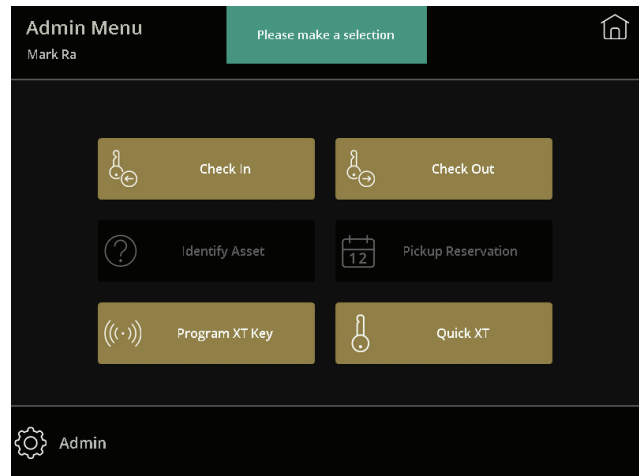 Admin Menu
Please make a selection
Mark Ra
Check In
Check Out
Identify Asset
12
Pickup Reservation
Program XT Key
Quick XT
Admin